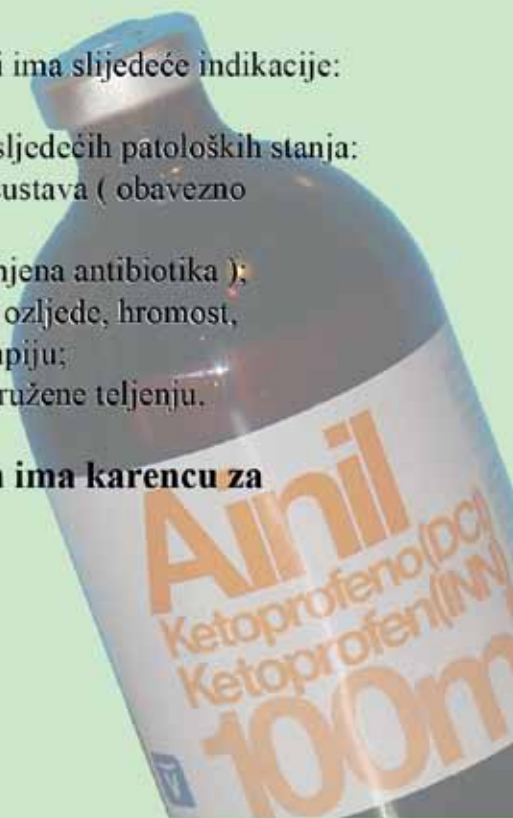 i ima slijedeće indikacije:
sljedećih patoloških stanja:
sustava ( obavezno
njena antibiotika );
ozljede, hromost,
apiju;
ružene teljenju.
ima karencu za
Ainil
Ketoprofeno(DCI)
Ketoprofen(INN)
100m